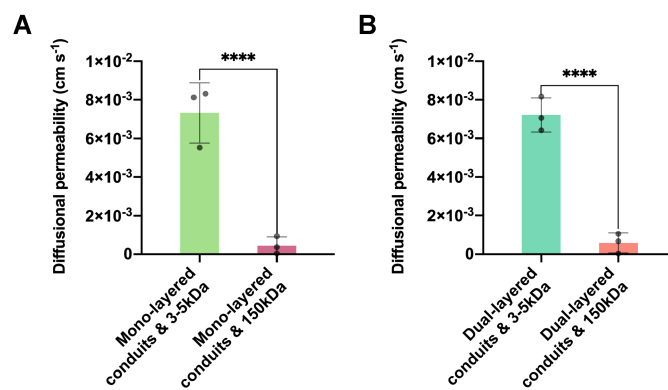 A
Diffusional permeability (cm s⁻¹)
1×10⁻²
8×10⁻³
6×10⁻³
4×10⁻³
2×10⁻³
0
****
Mono-layered
conduits & 3-5kDa
Mono-layered
conduits & 150kDa
B
Diffusional permeability (cm s⁻¹)
1×10⁻²
8×10⁻³
6×10⁻³
4×10⁻³
2×10⁻³
0
****
Dual-layered
conduits & 3-5kDa
Dual-layered
conduits & 150kDa